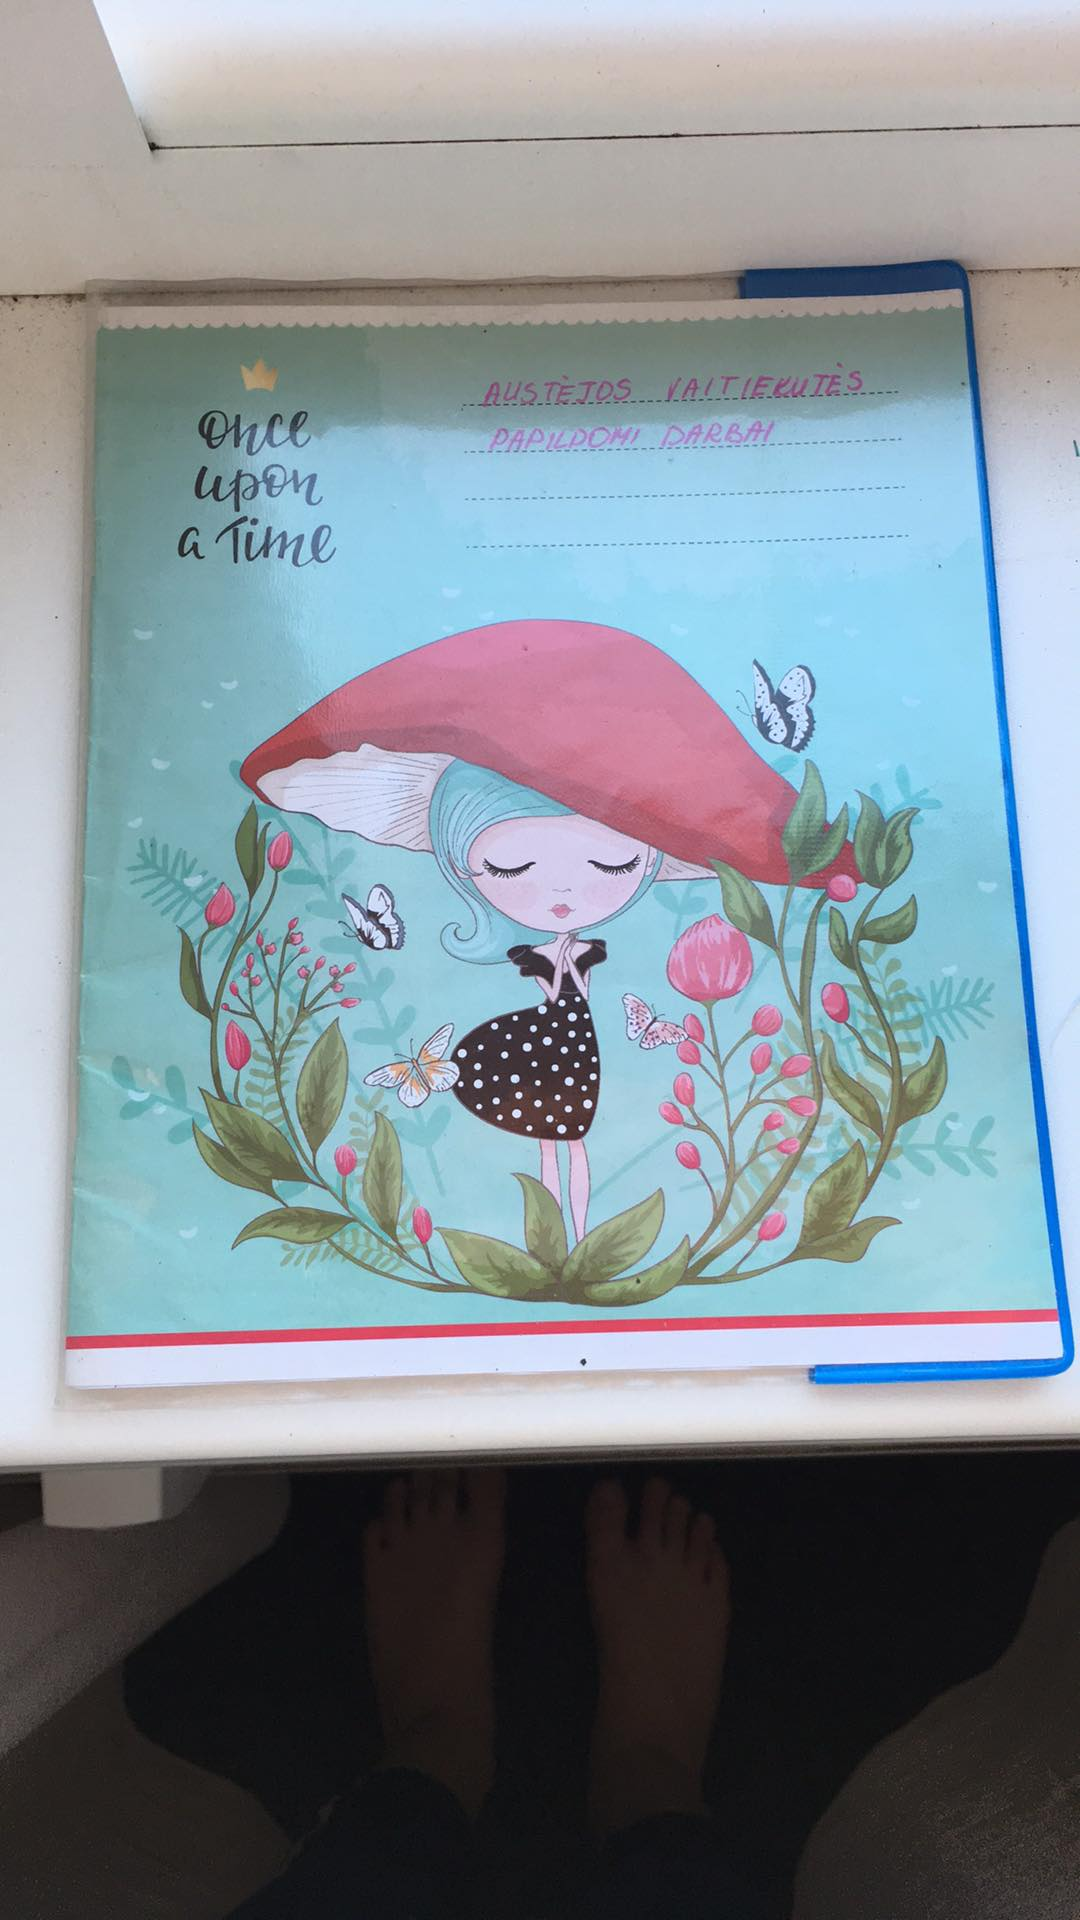 Once
upon
a Time
AUSTĖJOS VAITIEKUTĖS
PAPILDOMI DARBAI